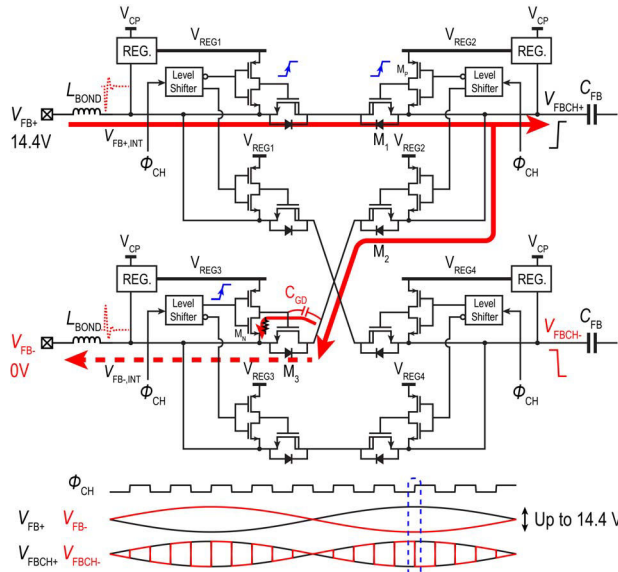 V_CP V_CP
REG. V_REG1 V_REG2 REG.
L_BOND Level Shifter M_P Level Shifter V_FBCH+ C_FB
V_FB+
14.4V
V_FB+,INT V_REG1 M_1 V_REG2
Φ_CH Φ_CH
M_2
V_CP V_CP
REG. V_REG3 V_REG4 REG.
L_BOND Level Shifter C_GD Level Shifter V_FBCH- C_FB
M_N
V_FB-
0V
V_FB-,INT V_REG3 M_3 V_REG4
Φ_CH Φ_CH
Φ_CH
V_FB+ V_FB- Up to 14.4 V
V_FBCH+ V_FBCH-